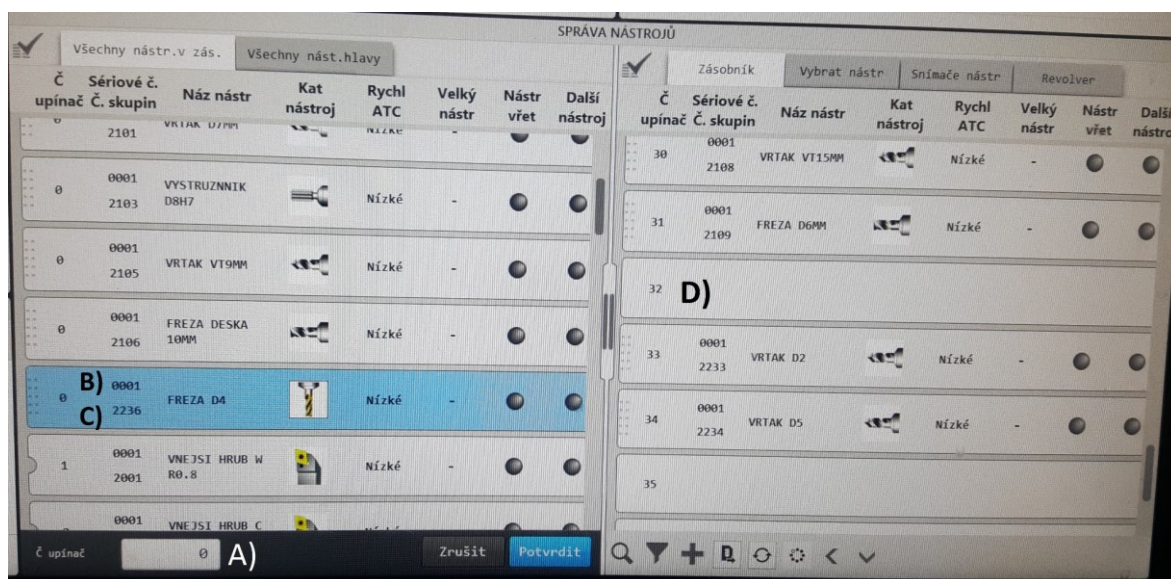 SPRÁVA NÁSTROJŮ
Všechny nástr.v zás. Všechny nást.hlavy
Č upínač Sériové č. Č. skupin Náz nástr Kat nástroj Rychl ATC Velký nástr Nástr vřet Další nástroj
2101 VRTAK D7MM
0 0001 2103 VYSTRUZNNIK D8H7 Nízké -
0 0001 2105 VRTAK VT9MM Nízké -
0 0001 2106 FREZA DESKA 10MM Nízké -
0 B) 0001 C) 2236 FREZA D4 Nízké -
1 0001 2001 VNEJSI HRUB W R0.8 Nízké -
0001 VNEJSI HRUB C
Č upínač 0 A) Zrušit Potvrdit
Zásobník Vybrat nástr Snímače nástr Revolver
Č upínač Sériové č. Č. skupin Náz nástr Kat nástroj Rychl ATC Velký nástr Nástr vřet Další nástro
30 0001 2108 VRTAK VT15MM Nízké -
31 0001 2109 FREZA D6MM Nízké -
32 D)
33 0001 2233 VRTAK D2 Nízké -
34 0001 2234 VRTAK D5 Nízké -
35